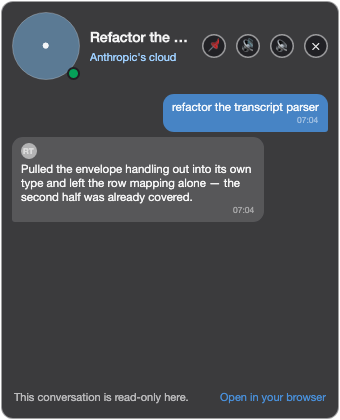 Refactor the ...
Anthropic's cloud
refactor the transcript parser
07:04
RT
Pulled the envelope handling out into its own
type and left the row mapping alone — the
second half was already covered.
07:04
This conversation is read-only here.
Open in your browser